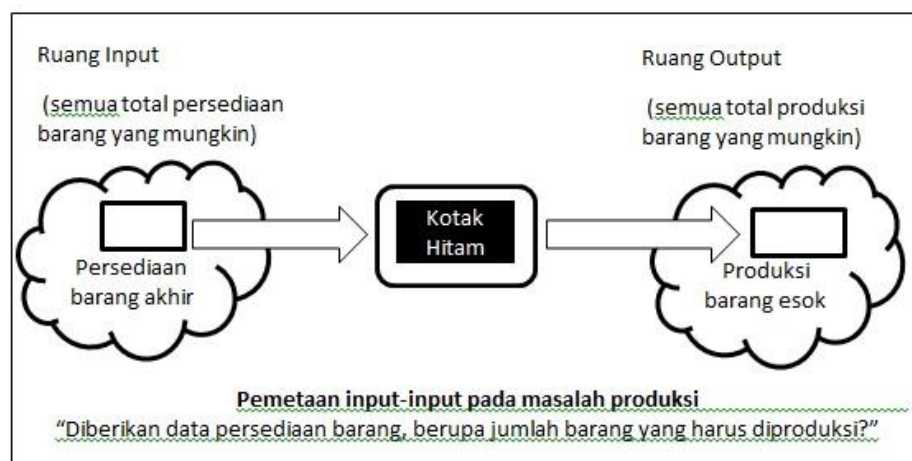 Ruang Input
(semua total persediaan
barang yang mungkin)
Persediaan
barang akhir
Kotak
Hitam
Ruang Output
(semua total produksi
barang yang mungkin)
Produksi
barang esok
Pemetaan input-input pada masalah produksi
“Diberikan data persediaan barang, berupa jumlah barang yang harus diproduksi?”